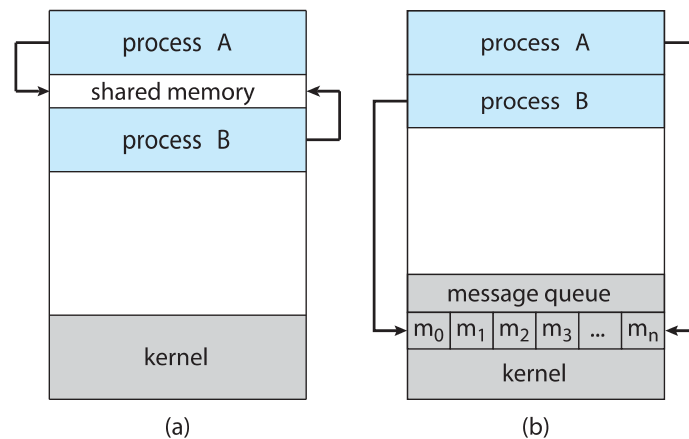 process A
shared memory
process B
kernel
(a)
process A
process B
message queue
m0 m1 m2 m3 ... mn
kernel
(b)